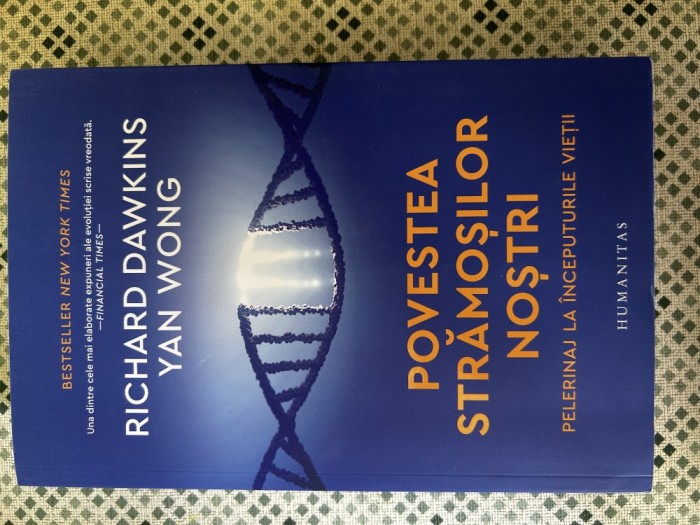 BESTSELLER NEW YORK TIMES
Una dintre cele mai elaborate expuneri ale evoluției scrise vreodată.
—FINANCIAL TIMES—
RICHARD DAWKINS
YAN WONG
POVESTEA
STRĂMOȘILOR
NOȘTRI
PELERINAJ LA ÎNCEPUTURILE VIEȚII
HUMANITAS